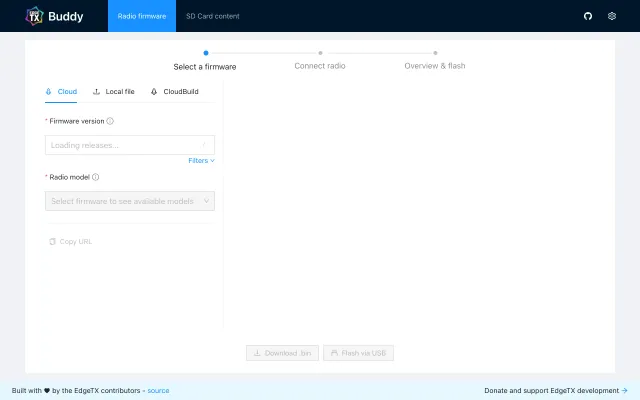 EDGE TX Buddy Radio firmware SD Card content
Select a firmware Connect radio Overview & flash
Cloud Local file CloudBuild
* Firmware version
Loading releases...
Filters
* Radio model
Select firmware to see available models
Copy URL
Download .bin Flash via USB
Built with by the EdgeTX contributors - source Donate and support EdgeTX development